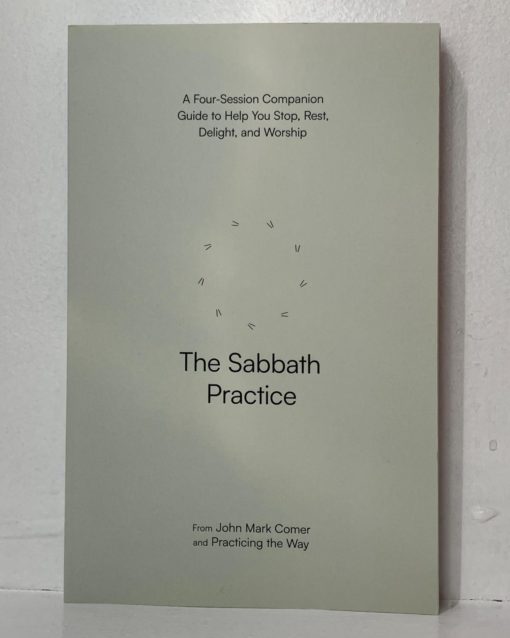 A Four-Session Companion
Guide to Help You Stop, Rest,
Delight, and Worship
The Sabbath
Practice
From John Mark Comer
and Practicing the Way